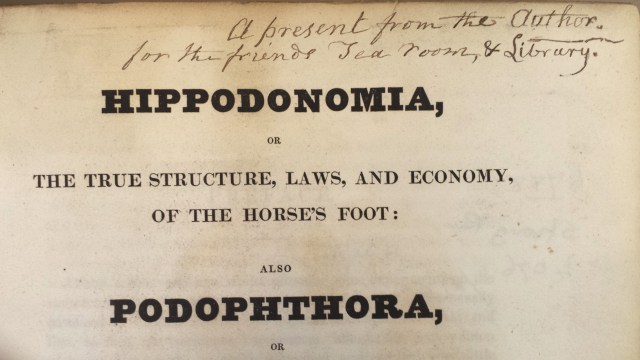 A present from the Author.
for the friends Tea room, & Library.
HIPPODONOMIA,
OR
THE TRUE STRUCTURE, LAWS, AND ECONOMY,
OF THE HORSE'S FOOT:
ALSO
PODOPHTHORA,
OR